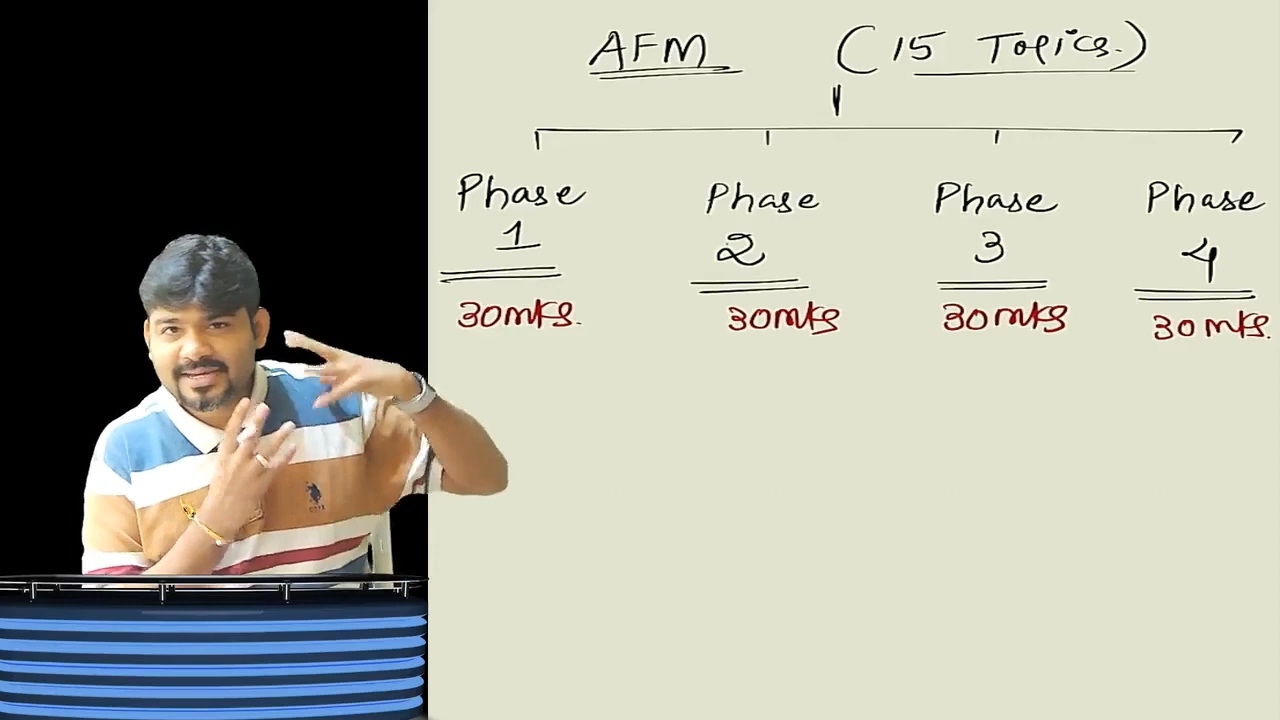 AFM (15 Topics.)
Phase 1 30mks.
Phase 2 30mks
Phase 3 30mks
Phase 4 30mks.